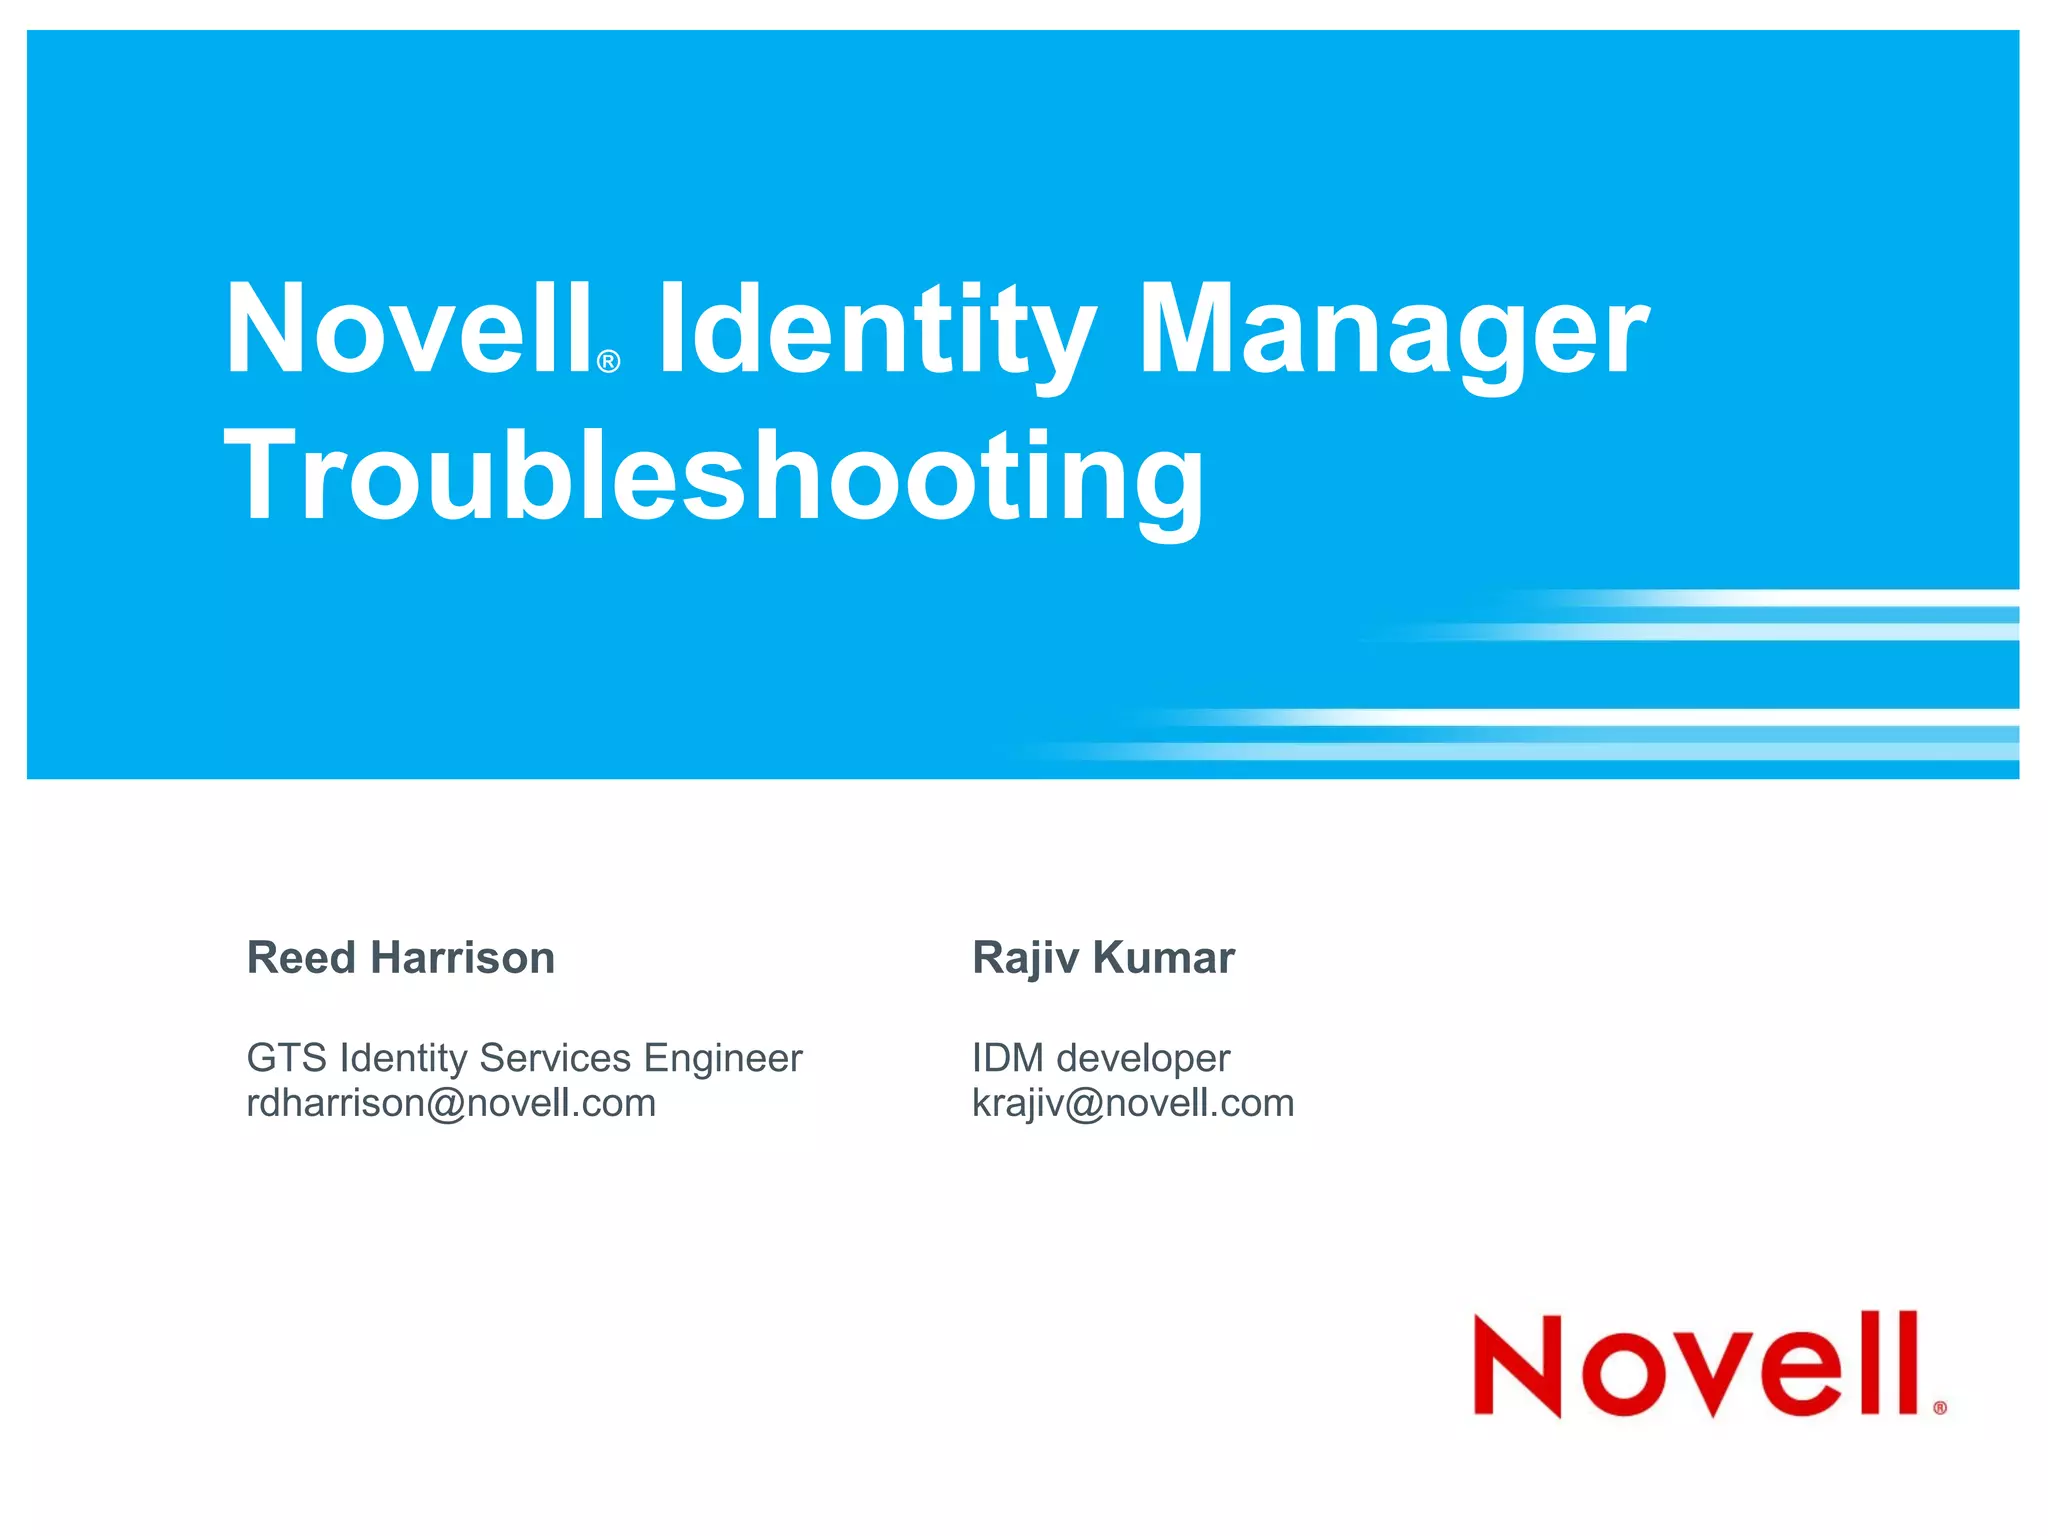 Novell® Identity Manager
Troubleshooting
Reed Harrison
GTS Identity Services Engineer
rdharrison@novell.com
Rajiv Kumar
IDM developer
krajiv@novell.com
Novell®